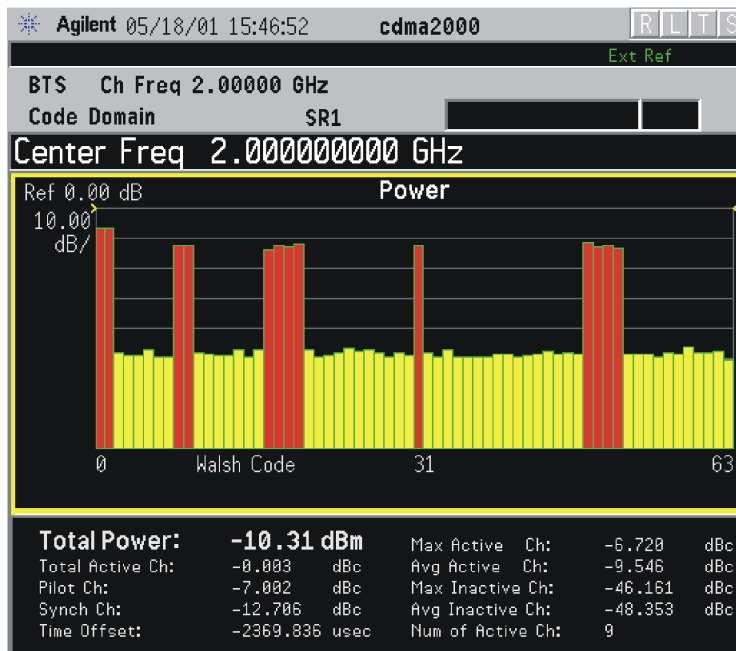 Agilent 05/18/01 15:46:52 cdma2000 R L T S
Ext Ref
BTS Ch Freq 2.00000 GHz
Code Domain SR1
Center Freq 2.000000000 GHz
Ref 0.00 dB Power
10.00
dB/
0 Walsh Code 31 63
Total Power: -10.31 dBm
Total Active Ch: -0.003 dBc
Pilot Ch: -7.002 dBc
Synch Ch: -12.706 dBc
Time Offset: -2369.836 usec
Max Active Ch: -6.720 dBc
Avg Active Ch: -9.546 dBc
Max Inactive Ch: -46.161 dBc
Avg Inactive Ch: -48.353 dBc
Num of Active Ch: 9